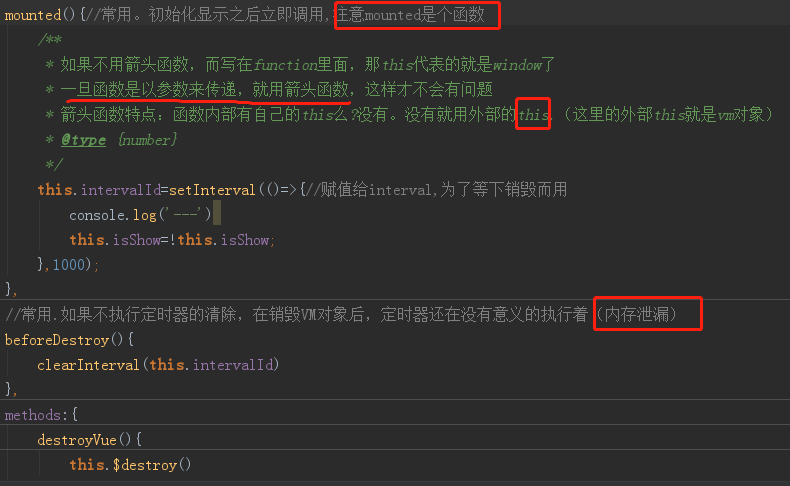 mounted(){//常用。初始化显示之后立即调用,注意mounted是个函数
/**
* 如果不用箭头函数，而写在function里面，那this代表的就是window了
* 一旦函数是以参数来传递，就用箭头函数，这样才不会有问题
* 箭头函数特点：函数内部有自己的this么?没有。没有就用外部的this.（这里的外部this就是vm对象）
* @type {number}
*/
this.intervalId=setInterval(()=>{//赋值给interval,为了等下销毁而用
console.log('---')
this.isShow=!this.isShow;
},1000);
},
//常用.如果不执行定时器的清除，在销毁VM对象后，定时器还在没有意义的执行着（内存泄漏）
beforeDestroy(){
clearInterval(this.intervalId)
},
methods:{
destroyVue(){
this.$destroy()